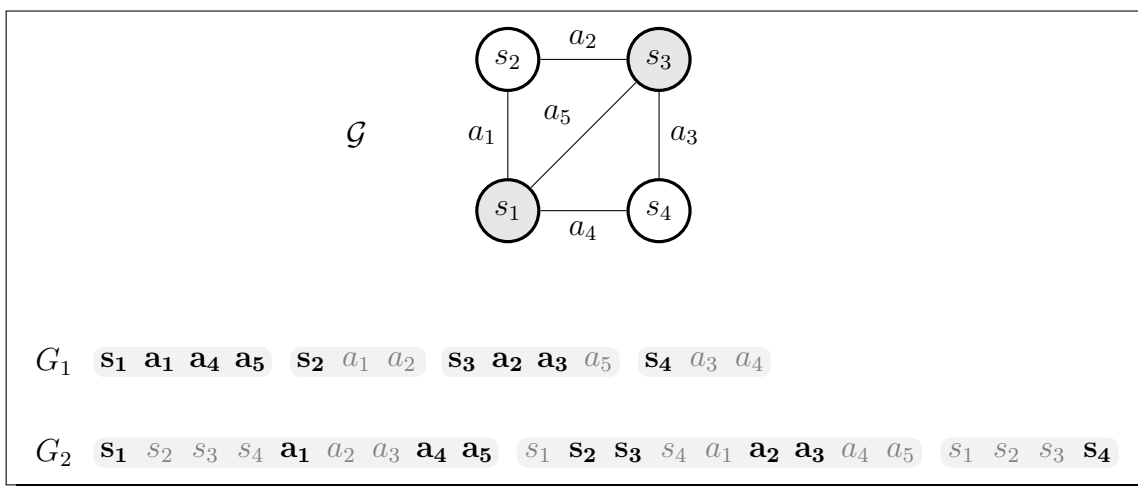 s₂ a₂ s₃
𝒢 a₁ a₅ a₃
s₁ a₄ s₄
G₁ s₁ a₁ a₄ a₅ s₂ a₁ a₂ s₃ a₂ a₃ a₅ s₄ a₃ a₄
G₂ s₁ s₂ s₃ s₄ a₁ a₂ a₃ a₄ a₅ s₁ s₂ s₃ s₄ a₁ a₂ a₃ a₄ a₅ s₁ s₂ s₃ s₄